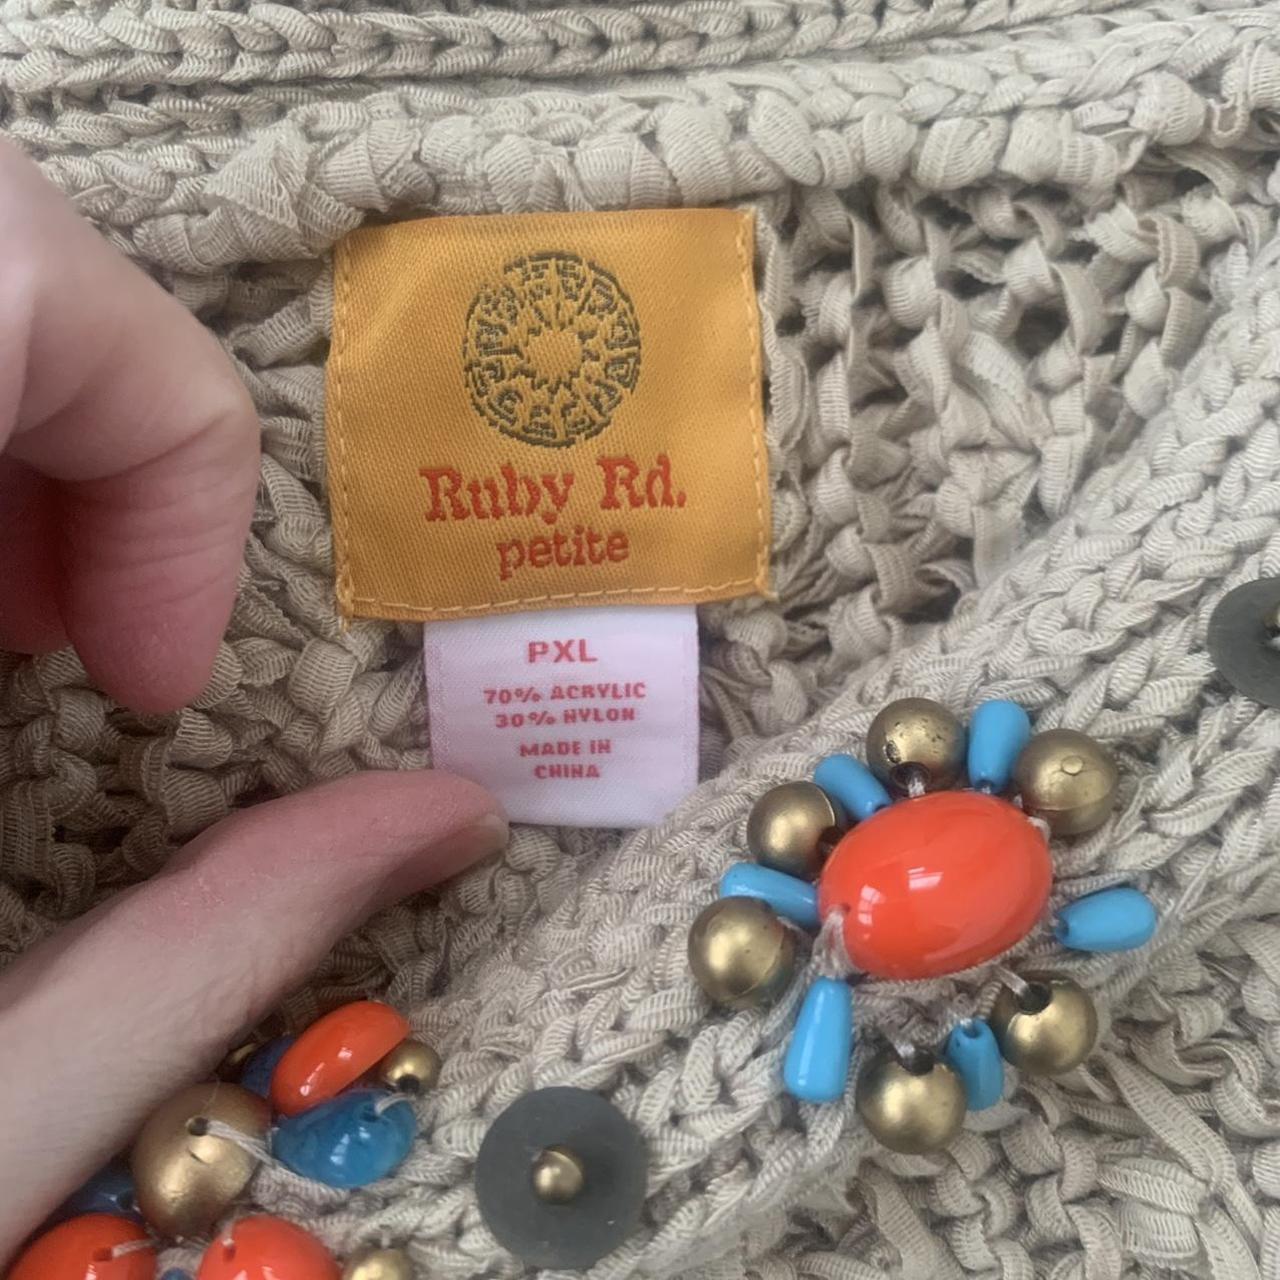 Ruby Rd.
petite
PXL
70% ACRYLIC
30% NYLON
MADE IN
CHINA